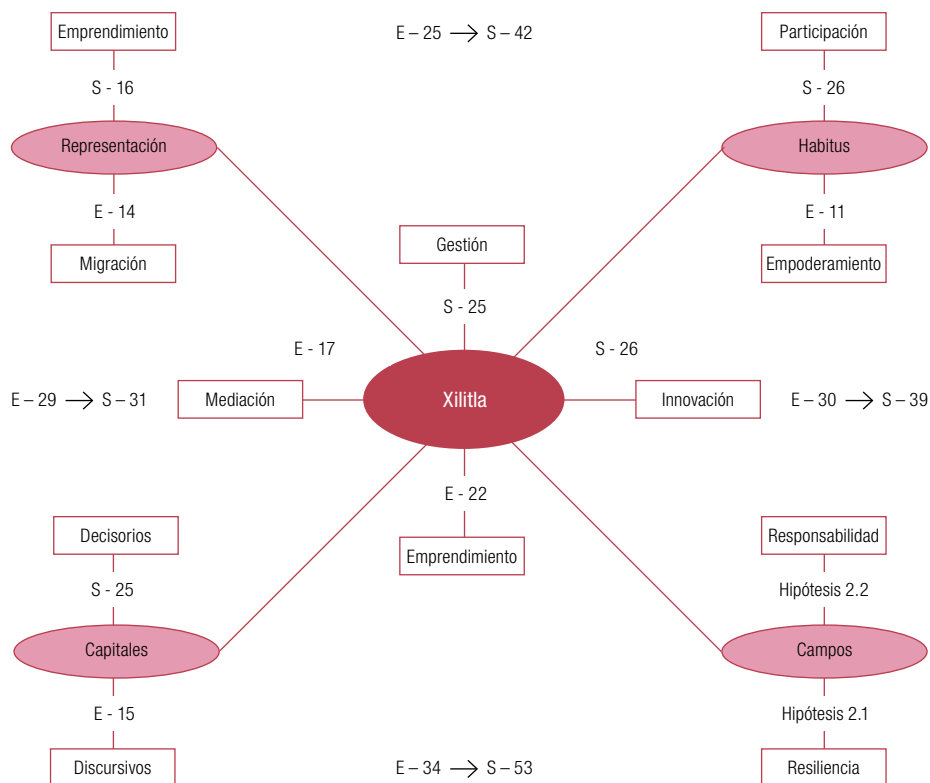 Emprendimiento
E – 25 → S – 42
Participación
S - 16
S - 26
Representación
Habitus
E - 14
E - 11
Gestión
Migración
Empoderamiento
S - 25
E - 17
S - 26
E – 29 → S – 31
Mediación
Xilitla
Innovación
E – 30 → S – 39
E - 22
Decisorios
Emprendimiento
Responsabilidad
S - 25
Hipótesis 2.2
Capitales
Campos
E - 15
Hipótesis 2.1
Discursivos
E – 34 → S – 53
Resiliencia